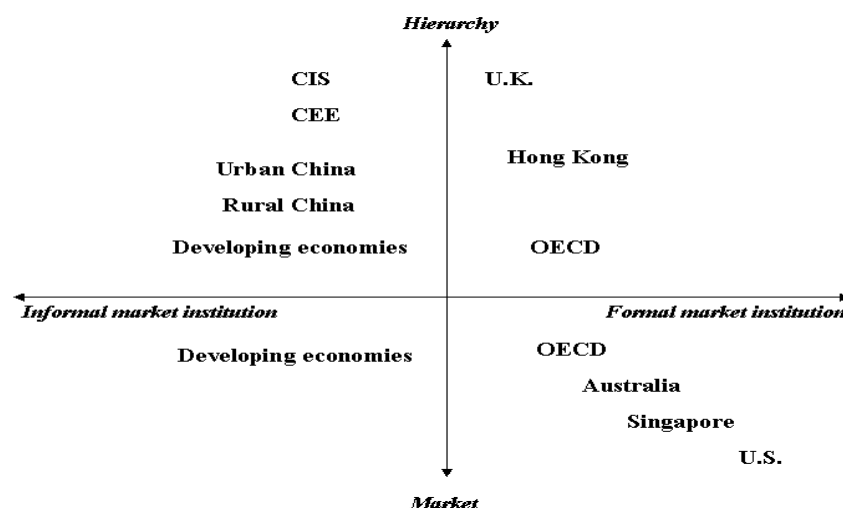 Hierarchy
CIS
U.K.
CEE
Hong Kong
Urban China
Rural China
Developing economies
OECD
Informal market institution
Formal market institution
Developing economies
OECD
Australia
Singapore
U.S.
Market